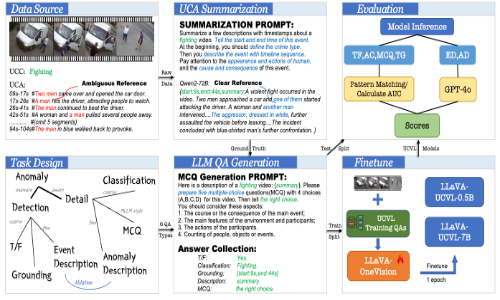 Data Source
UCC: Fighting
UCA: Ambiguous Reference
09s-17s #Two men came over and opened the car door.
17s-26s #A man hits the driver, attracting people to watch.
26s-41s #The man continued to beat the driver.
42s-51s #A woman and a man pulled several people away.
94s-104s#The man in blue walked back to provoke.
Raw
Data
UCA Summarization
SUMMARIZATION PROMPT:
Summarize a few descriptions with timestamps about a
fighting video. Tell the start and end time of this event.
At the beginning, you should define the crime type.
Then you describe the event with timeline sequence.
Pay attention to the appearance and actions of human,
and the cause and consequence of this event.
Qwen2-72B: Clear Reference
{start:9s,end:44s,summary:A violent fight occurred in the
video. Two men approached a car and one of them started
attacking the driver. A woman and another man
intervened....The aggressor, dressed in white, further
assaulted the vehicle before leaving... The incident
concluded with blue-shirted man's further confrontation. }
Evaluation
Model Inference
TF,AC,MCQ,TG
ED,AD
Pattern Matching/
Calculate AUC
GPT-4o
Scores
Ground
Truth
Test
Split
UCVL
Models
Task Design
Anomaly
Detection
Detail
Classification
MCQ
T/F
Grounding
Event
Description
Anomaly
Description
6 QA
Types
LLM QA Generation
MCQ Generation PROMPT:
Here is a description of a fighting video: {summary}. Please
prepare five multiple-choice questions(MCQ) with 4 choices
(A,B,C,D) for this video. Then tell the right choice.
You should consider these aspects:
1. The course or the consequence of the main event;
2. The main features of the environment and participants;
3. The actions of the participants.
4. Counting of people, objects or events.
Answer Collection:
T/F: Yes.
Classification: Fighting.
Grounding: {start:9s,end:44s}
Description: summary
MCQ: the right choice.
Train
Split
Finetune
UCVL
Training QAs
LLaVA-
OneVision
LLaVA-
UCVL-0.5B
LLaVA-
UCVL-7B
Finetune
1 epoch